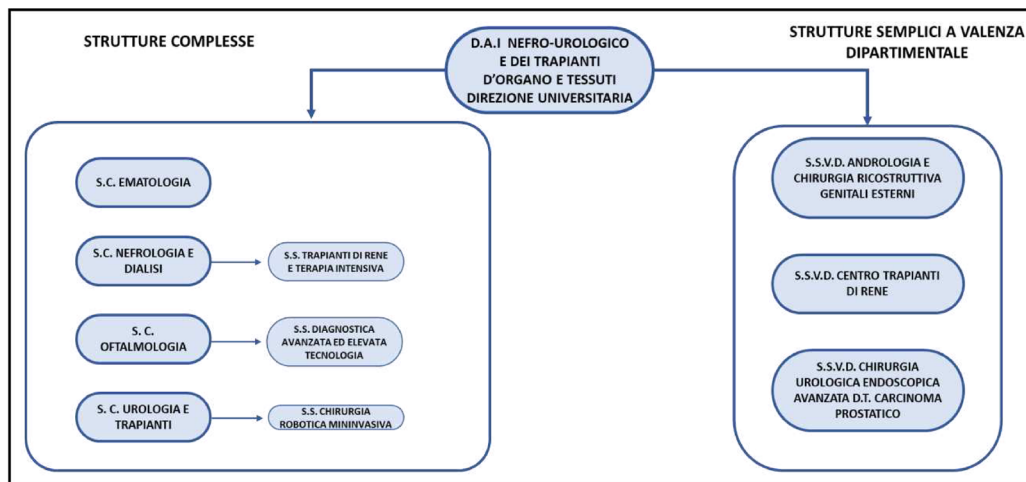 STRUTTURE COMPLESSE
D.A.I NEFRO-UROLOGICO
E DEI TRAPIANTI
D'ORGANO E TESSUTI
DIREZIONE UNIVERSITARIA
STRUTTURE SEMPLICI A VALENZA
DIPARTIMENTALE
S.C. EMATOLOGIA
S.C. NEFROLOGIA E
DIALISI
S.S. TRAPIANTI DI RENE
E TERAPIA INTENSIVA
S. C.
OFTALMOLOGIA
S.S. DIAGNOSTICA
AVANZATA ED ELEVATA
TECNOLOGIA
S. C. UROLOGIA E
TRAPIANTI
S.S. CHIRURGIA
ROBOTICA MININVASIVA
S.S.V.D. ANDROLOGIA E
CHIRURGIA RICOSTRUTTIVA
GENITALI ESTERNI
S.S.V.D. CENTRO TRAPIANTI
DI RENE
S.S.V.D. CHIRURGIA
UROLOGICA ENDOSCOPICA
AVANZATA D.T. CARCINOMA
PROSTATICO